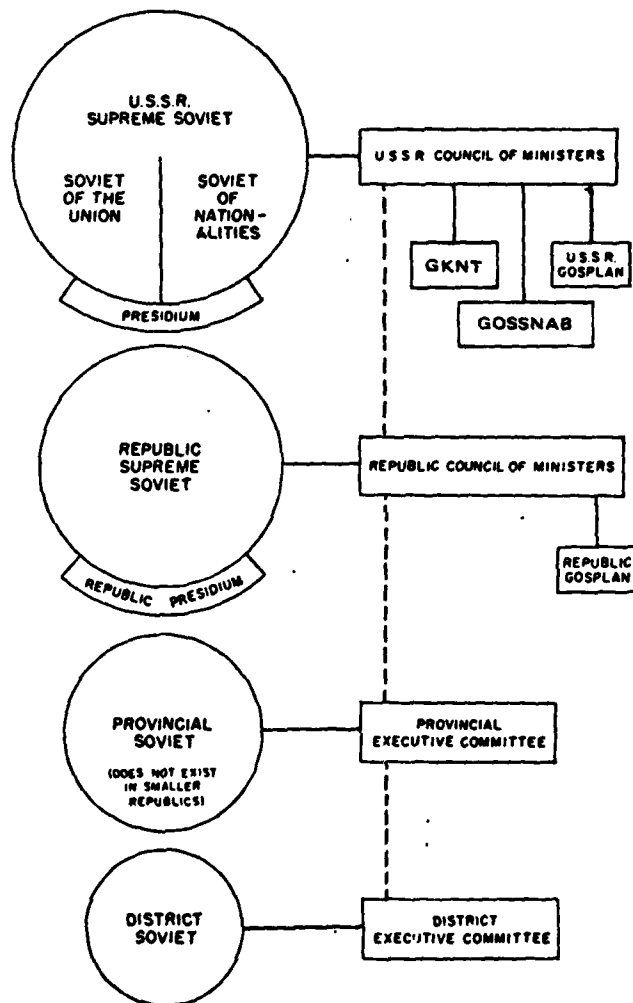 U.S.S.R.
SUPREME SOVIET
SOVIET
OF THE
UNION
SOVIET
OF
NATION-
ALITIES
PRESIDIUM
U S S R COUNCIL OF MINISTERS
GKNT
U.S.S.R.
GOSPLAN
GOSSNAB
REPUBLIC
SUPREME
SOVIET
REPUBLIC PRESIDIUM
REPUBLIC COUNCIL OF MINISTERS
REPUBLIC
GOSPLAN
PROVINCIAL
SOVIET
(DOES NOT EXIST
IN SMALLER
REPUBLICS)
PROVINCIAL
EXECUTIVE COMMITTEE
DISTRICT
SOVIET
DISTRICT
EXECUTIVE COMMITTEE